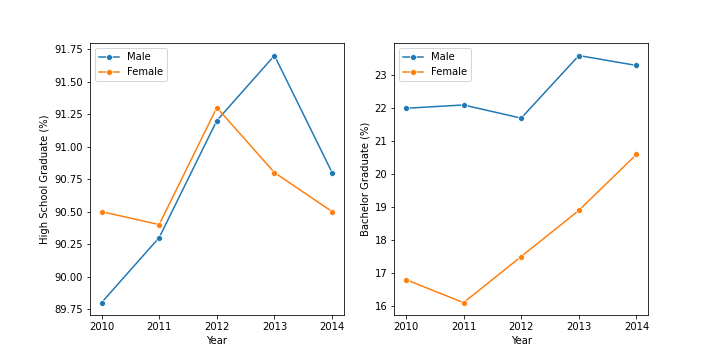 Male
Female
High School Graduate (%)
91.75
91.50
91.25
91.00
90.75
90.50
90.25
90.00
89.75
2010 2011 2012 2013 2014
Year
Male
Female
Bachelor Graduate (%)
23
22
21
20
19
18
17
16
2010 2011 2012 2013 2014
Year